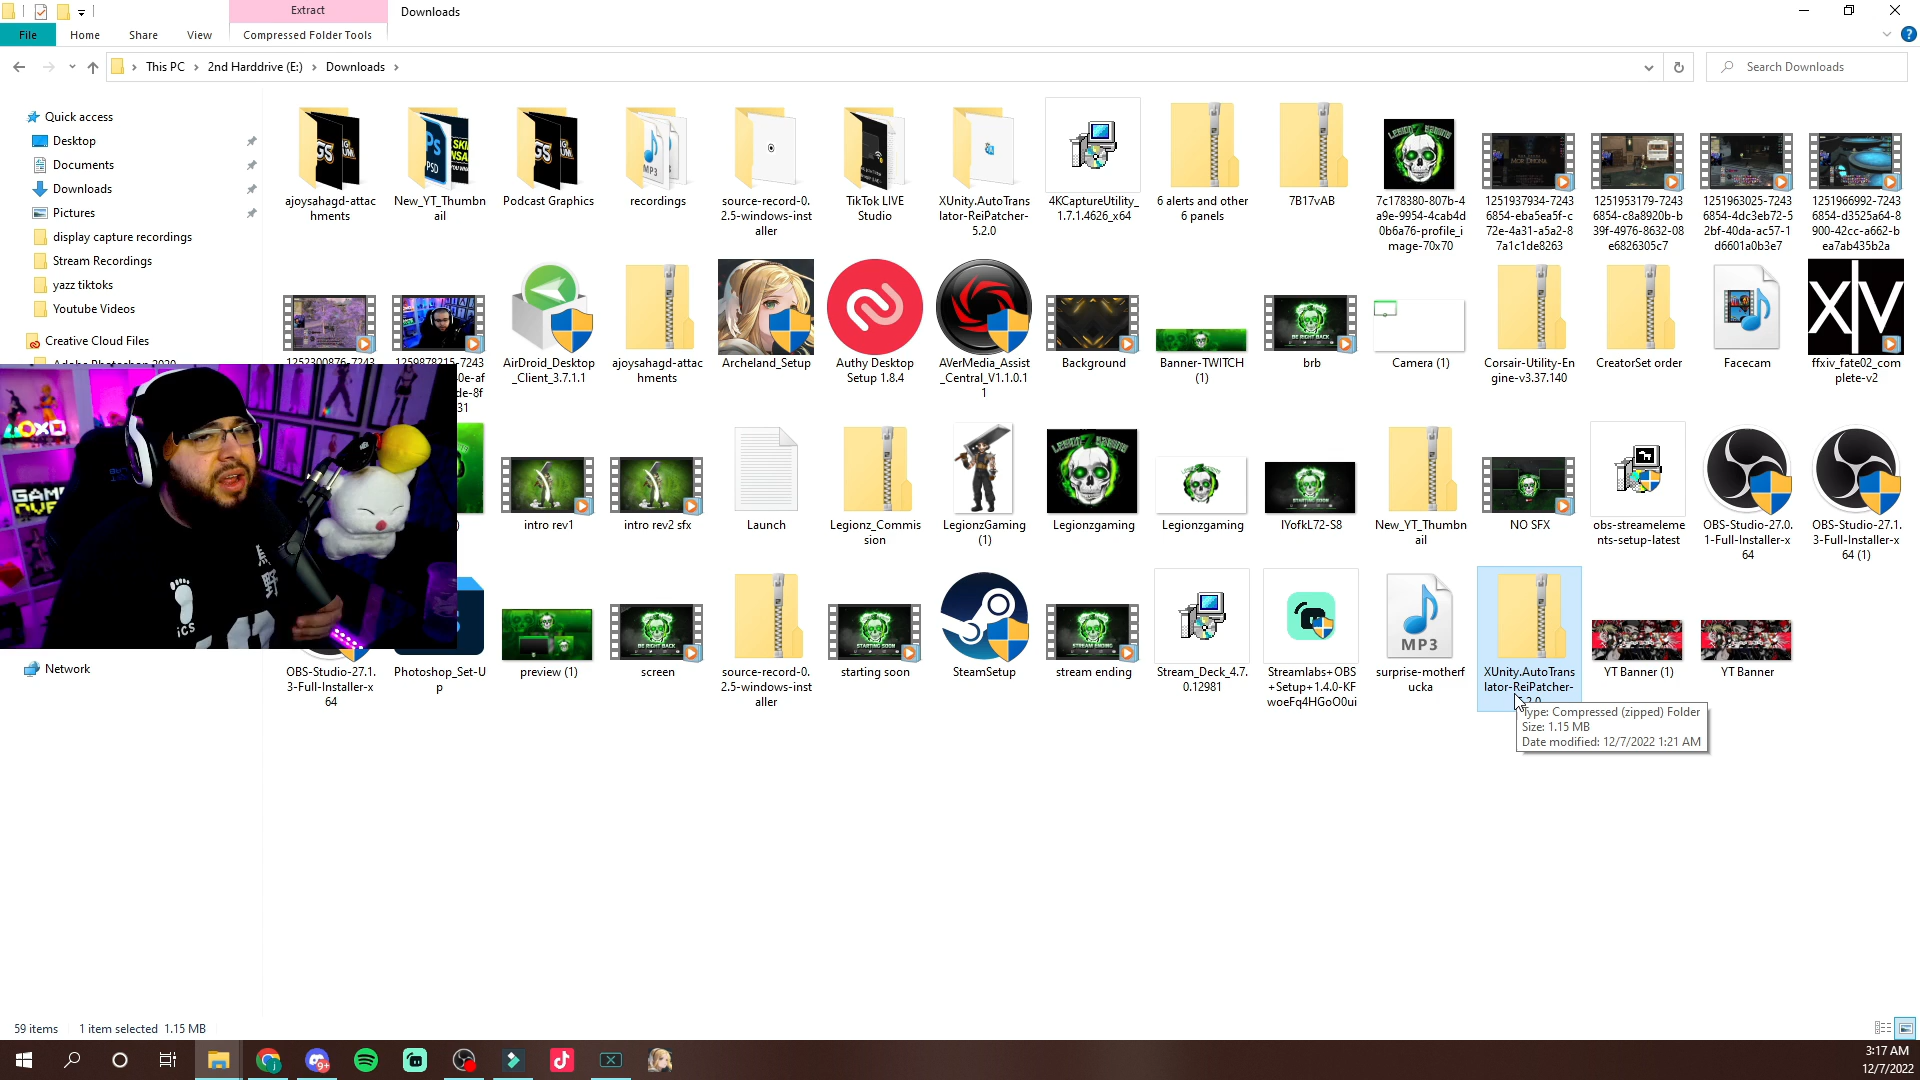 Extract
Downloads
File
Home
Share
View
Compressed Folder Tools
This PC
2nd Harddrive (E:)
Downloads
Search Downloads
Quick access
Desktop
Documents
Downloads
Pictures
display capture recordings
Stream Recordings
yazz tiktoks
Youtube Videos
Creative Cloud Files
Network
ajoysahagd-attac
hments
New_YT_Thumbn
ail
Podcast Graphics
recordings
source-record-0.
2.5-windows-inst
aller
TikTok LIVE
Studio
XUnity.AutoTrans
lator-ReiPatcher-
5.2.0
4KCaptureUtility_
1.7.1.4626_x64
6 alerts and other
6 panels
7B17vAB
7c178380-807b-4
a9e-9954-4cab4d
0b6a76-profile_i
mage-70x70
1251937934-7243
6854-eba5ea5f-c
72e-4a31-a5a2-8
7a1c1de8263
1251953179-7243
6854-c8a8920b-b
39f-4976-8632-08
e6826305c7
1251963025-7243
6854-4dc3eb72-5
2bf-40da-ac57-1
d6601a0b3e7
1251966992-7243
6854-d3525a64-8
900-42cc-a662-b
ea7ab435b2a
1252300876-7243
1259878215-7243
0e-af
de-8f
31
AirDroid_Desktop
_Client_3.7.1.1
ajoysahagd-attac
hments
Archeland_Setup
Authy Desktop
Setup 1.8.4
AVerMedia_Assist
_Central_V1.1.0.1
1
Background
Banner-TWITCH
(1)
brb
Camera (1)
Corsair-Utility-En
gine-v3.37.140
CreatorSet order
Facecam
XIV
ffxiv_fate02_com
plete-v2
intro rev1
intro rev2 sfx
Launch
Legionz_Commis
sion
LegionzGaming
(1)
Legionzgaming
Legionzgaming
lYofkL72-S8
New_YT_Thumbn
ail
NO SFX
obs-streameleme
nts-setup-latest
OBS-Studio-27.0.
1-Full-Installer-x
64
OBS-Studio-27.1.
3-Full-Installer-x
64 (1)
OBS-Studio-27.1.
3-Full-Installer-x
64
Photoshop_Set-U
p
preview (1)
screen
source-record-0.
2.5-windows-inst
aller
starting soon
SteamSetup
stream ending
Stream_Deck_4.7.
0.12981
Streamlabs+OBS
+Setup+1.4.0-KF
woeFq4HGoO0ui
MP3
surprise-motherf
ucka
XUnity.AutoTrans
lator-ReiPatcher-
YT Banner (1)
YT Banner
Type: Compressed (zipped) Folder
Size: 1.15 MB
Date modified: 12/7/2022 1:21 AM
59 items
1 item selected 1.15 MB
3:17 AM
12/7/2022